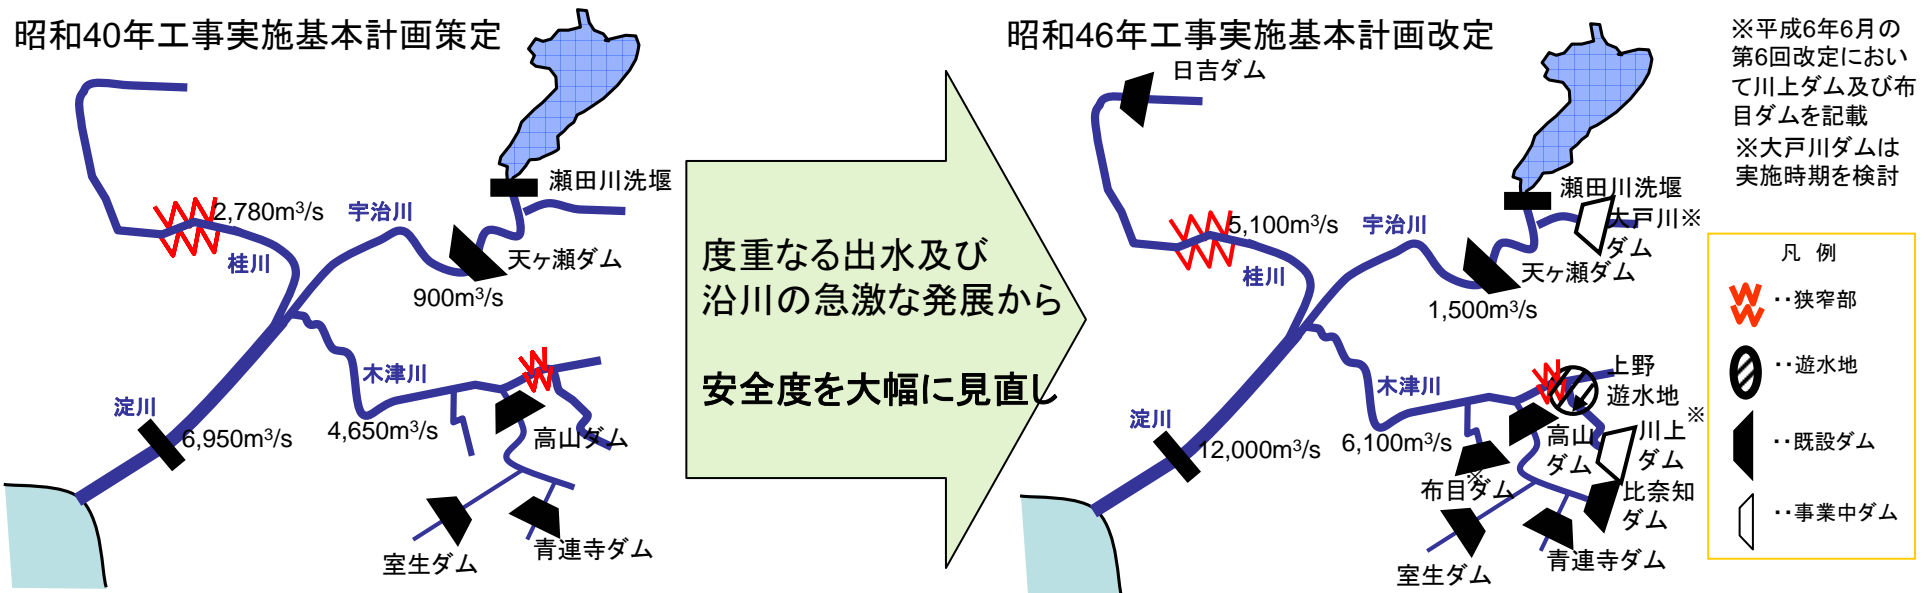 昭和40年工事実施基本計画策定
瀬田川洗堰
2,780m³/s
宇治川
桂川
天ヶ瀬ダム
900m³/s
木津川
淀川
6,950m³/s
4,650m³/s
高山ダム
室生ダム
青連寺ダム
度重なる出水及び
沿川の急激な発展から
安全度を大幅に見直し
昭和46年工事実施基本計画改定
日吉ダム
瀬田川洗堰
大戸川※
ダム
5,100m³/s
宇治川
桂川
天ヶ瀬ダム
1,500m³/s
上野
遊水地
木津川
淀川
12,000m³/s
6,100m³/s
高山
ダム
※
川上
ダム
※
布目ダム
比奈知
ダム
室生ダム
青連寺ダム
※平成6年6月の
第6回改定におい
て川上ダム及び布
目ダムを記載
※大戸川ダムは
実施時期を検討
凡 例
‥狭窄部
‥遊水地
‥既設ダム
‥事業中ダム